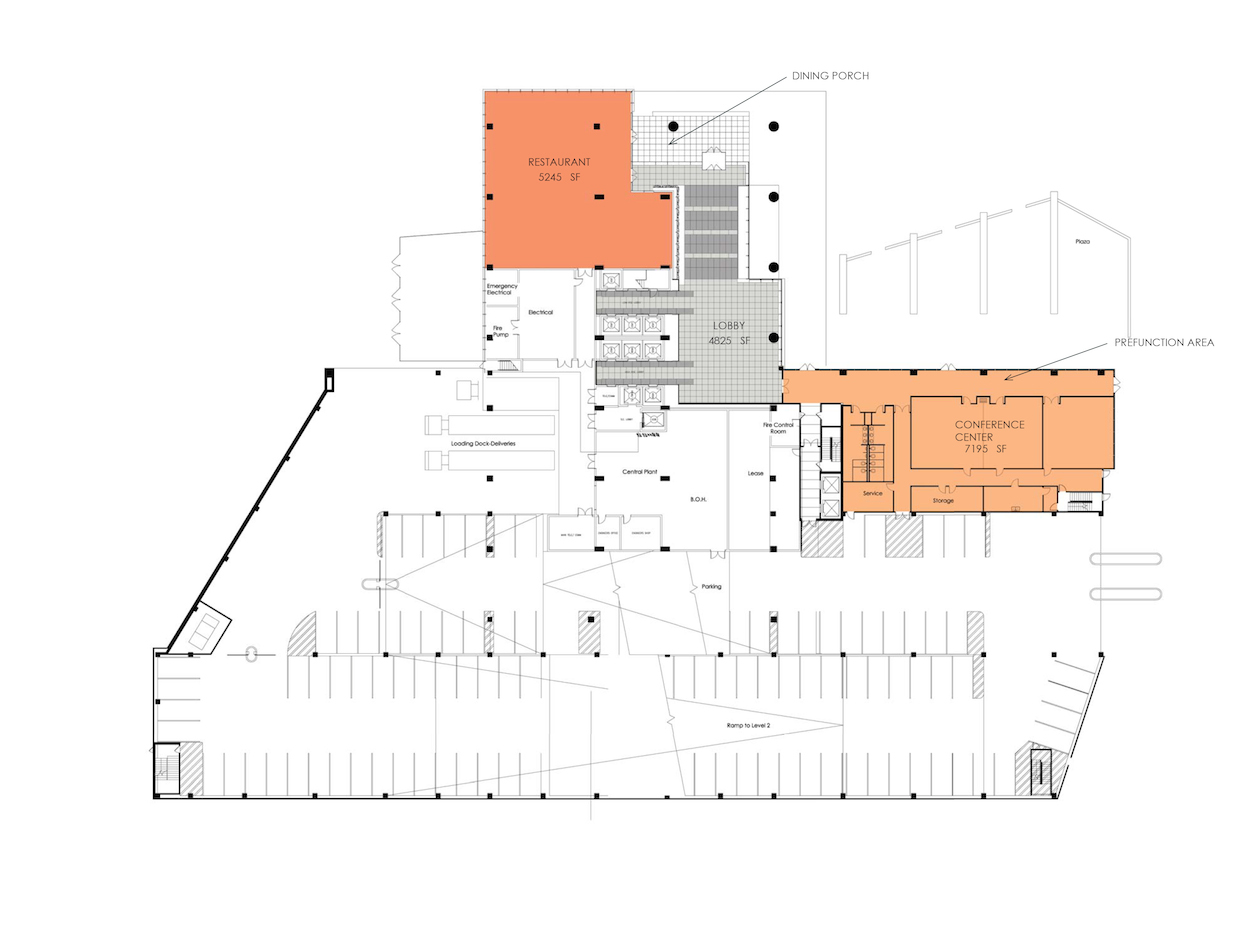 DINING PORCH
RESTAURANT
5245 SF
Plaza
Emergency
Electrical
Electrical
Fire
Pump
LOBBY
4825 SF
PREFUNCTION AREA
Loading Dock-Deliveries
Fire Control
Room
CONFERENCE
CENTER
7195 SF
Central Plant
Lease
B.O.H.
Service
Storage
Parking
Ramp to Level 2